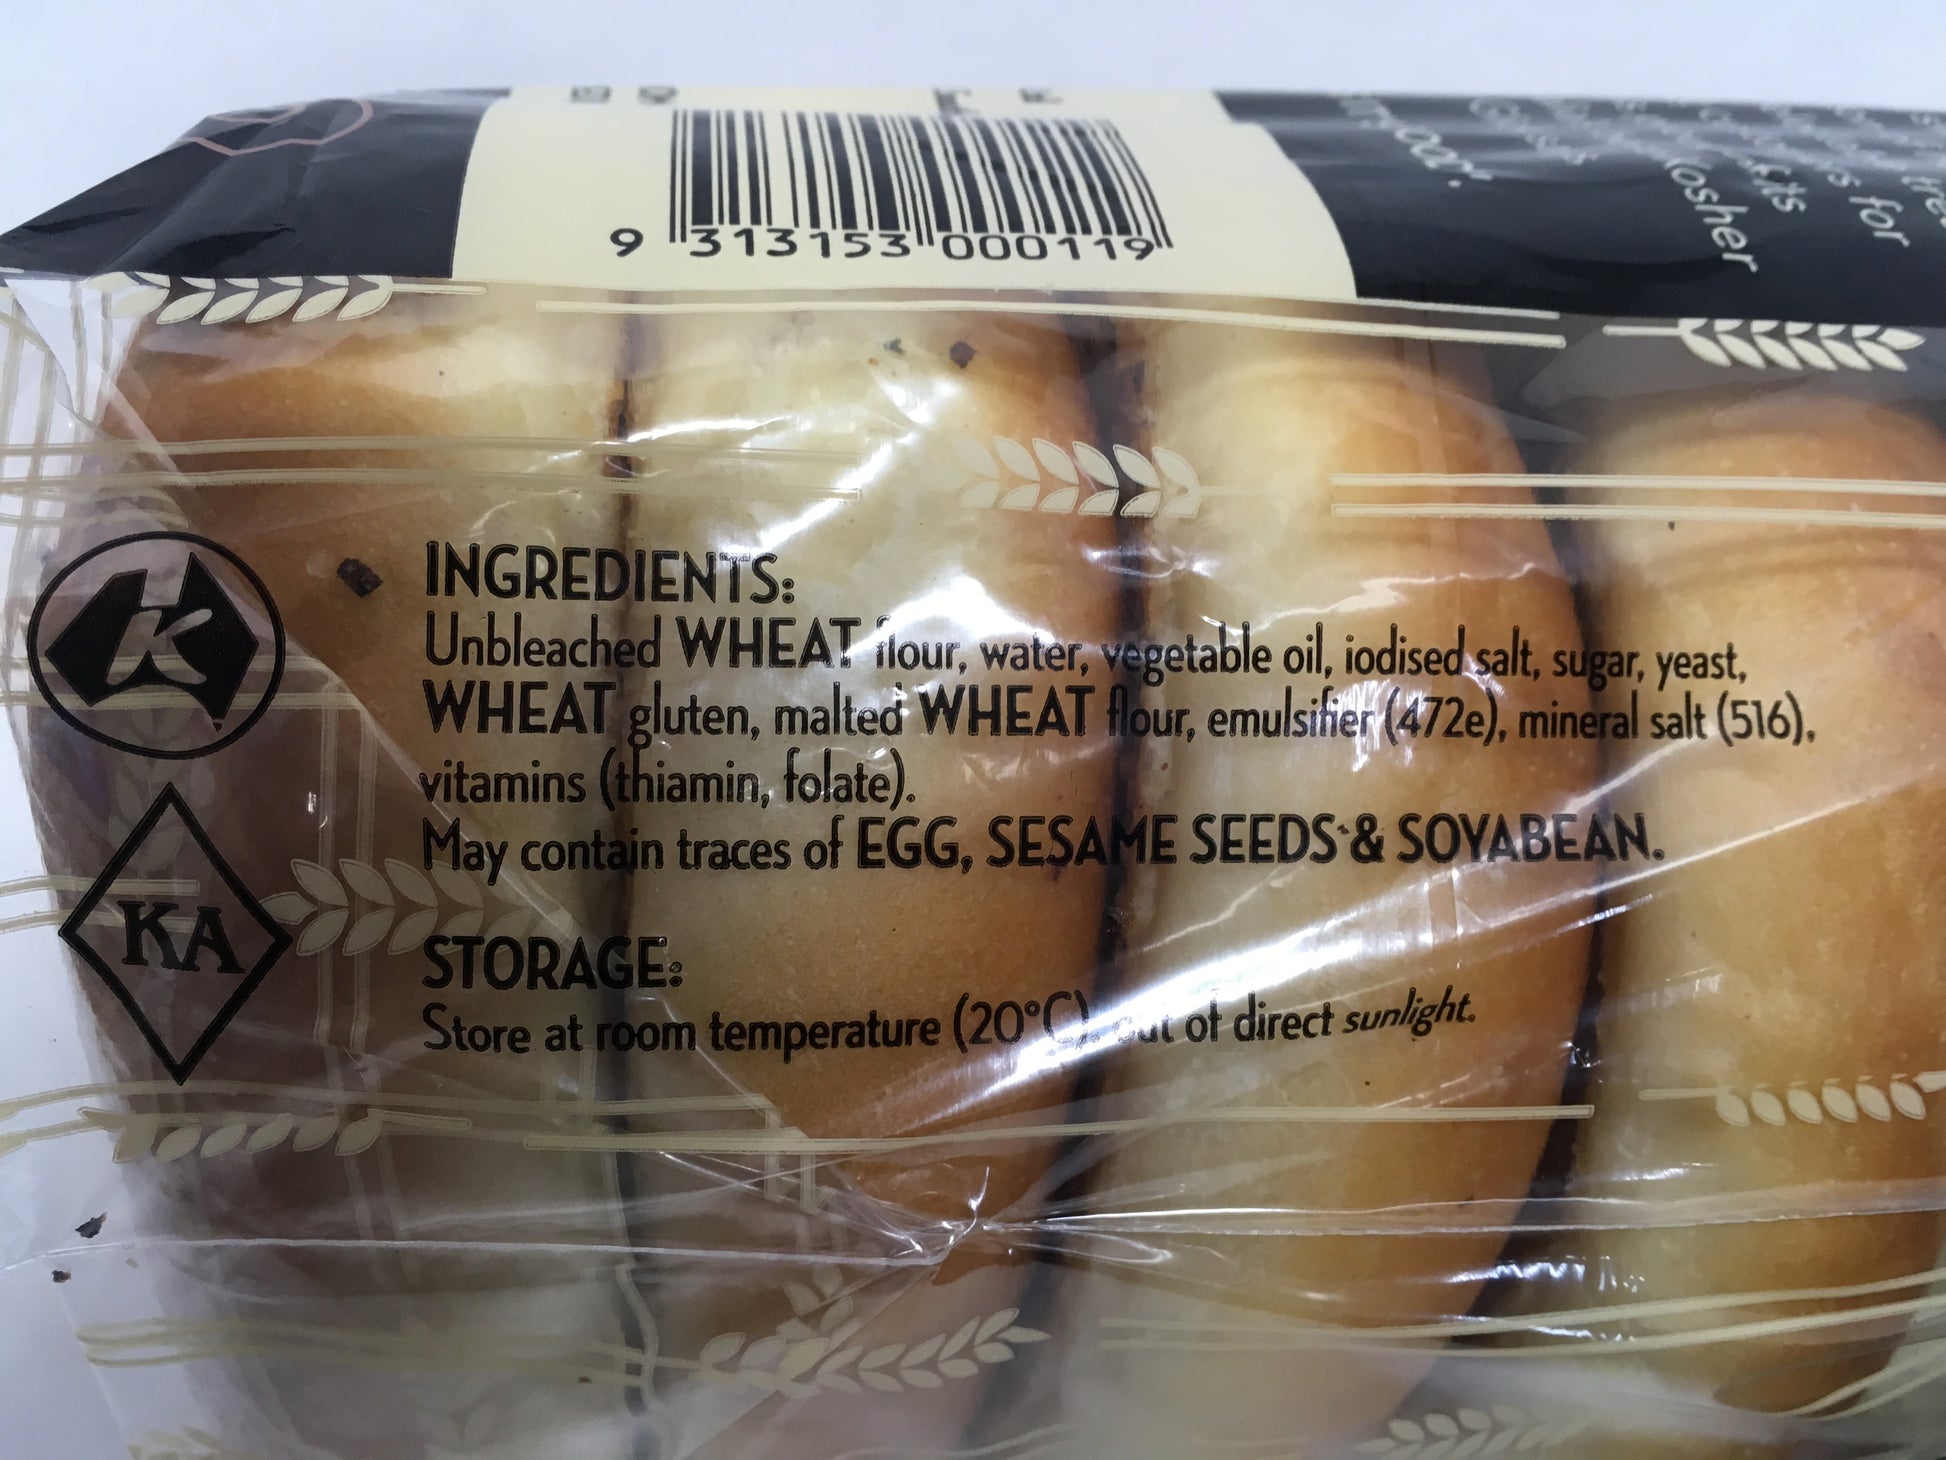 9 313153 000119
kosher
for
INGREDIENTS:
Unbleached WHEAT flour, water, vegetable oil, iodised salt, sugar, yeast,
WHEAT gluten, malted WHEAT flour, emulsifier (472e), mineral salt (516),
vitamins (thiamin, folate).
May contain traces of EGG, SESAME SEEDS & SOYABEAN.
K
KA
STORAGE:
Store at room temperature (20°C), out of direct sunlight.